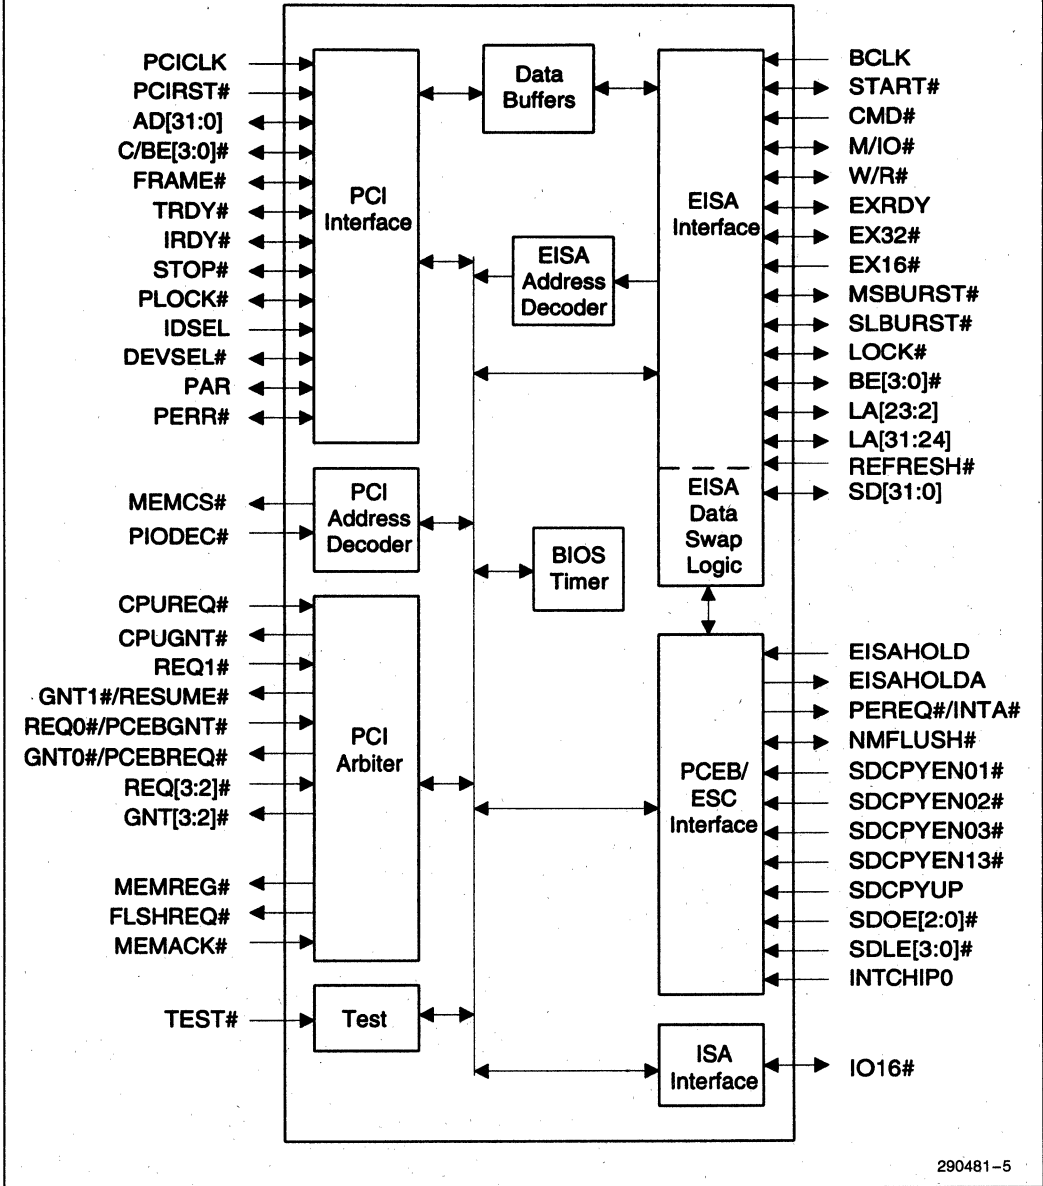 PCICLK
PCIRST#
AD[31:0]
C/BE[3:0]#
FRAME#
TRDY#
IRDY#
STOP#
PLOCK#
IDSEL
DEVSEL#
PAR
PERR#
MEMCS#
PIODEC#
CPUREQ#
CPUGNT#
REQ1#
GNT1#/RESUME#
REQ0#/PCEBGNT#
GNT0#/PCEBREQ#
REQ[3:2]#
GNT[3:2]#
MEMREG#
FLSHREQ#
MEMACK#
TEST#
PCI
Interface
PCI
Address
Decoder
PCI
Arbiter
Test
Data
Buffers
EISA
Address
Decoder
BIOS
Timer
EISA
Interface
EISA
Data
Swap
Logic
PCEB/
ESC
Interface
ISA
Interface
BCLK
START#
CMD#
M/IO#
W/R#
EXRDY
EX32#
EX16#
MSBURST#
SLBURST#
LOCK#
BE[3:0]#
LA[23:2]
LA[31:24]
REFRESH#
SD[31:0]
EISAHOLD
EISAHOLDA
PEREQ#/INTA#
NMFLUSH#
SDCPYEN01#
SDCPYEN02#
SDCPYEN03#
SDCPYEN13#
SDCPYUP
SDOE[2:0]#
SDLE[3:0]#
INTCHIP0
IO16#
290481–5